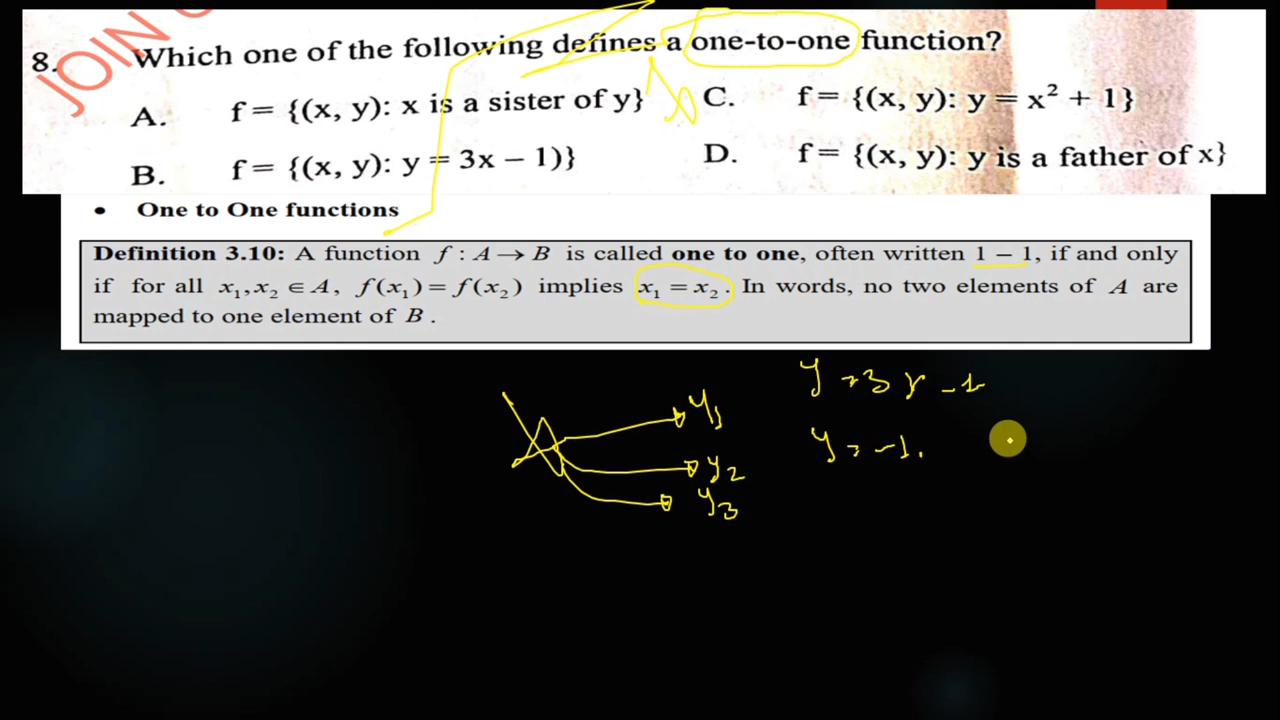 JOIN
8. Which one of the following defines a one-to-one function?
A. f = {(x, y): x is a sister of y}
B. f = {(x, y): y = 3x – 1)}
C. f = {(x, y): y = x² + 1}
D. f = {(x, y): y is a father of x}
• One to One functions
Definition 3.10: A function f : A → B is called one to one, often written 1 – 1, if and only
if for all x₁, x₂ ∈ A, f(x₁) = f(x₂) implies x₁ = x₂. In words, no two elements of A are
mapped to one element of B.
y = 3x - 1
y = -1.
y₁
y₂
y₃